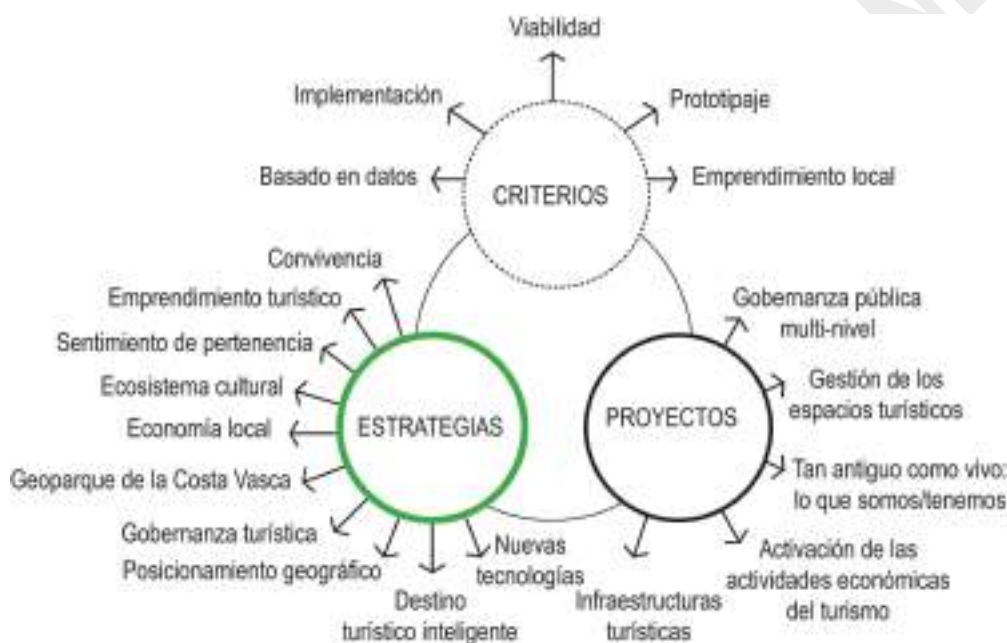 Viabilidad
Implementación
Prototipaje
Basado en datos
Emprendimiento local
CRITERIOS
Convivencia
Emprendimiento turístico
Sentimiento de pertenencia
Ecosistema cultural
Economía local
Geoparque de la Costa Vasca
Gobernanza turística
Posicionamiento geográfico
Destino
turístico inteligente
Nuevas
tecnologías
ESTRATEGIAS
PROYECTOS
Gobernanza pública
multi-nivel
Gestión de los
espacios turísticos
Tan antiguo como vivo:
lo que somos/tenemos
Activación de las
actividades económicas
del turismo
Infraestructuras
turísticas